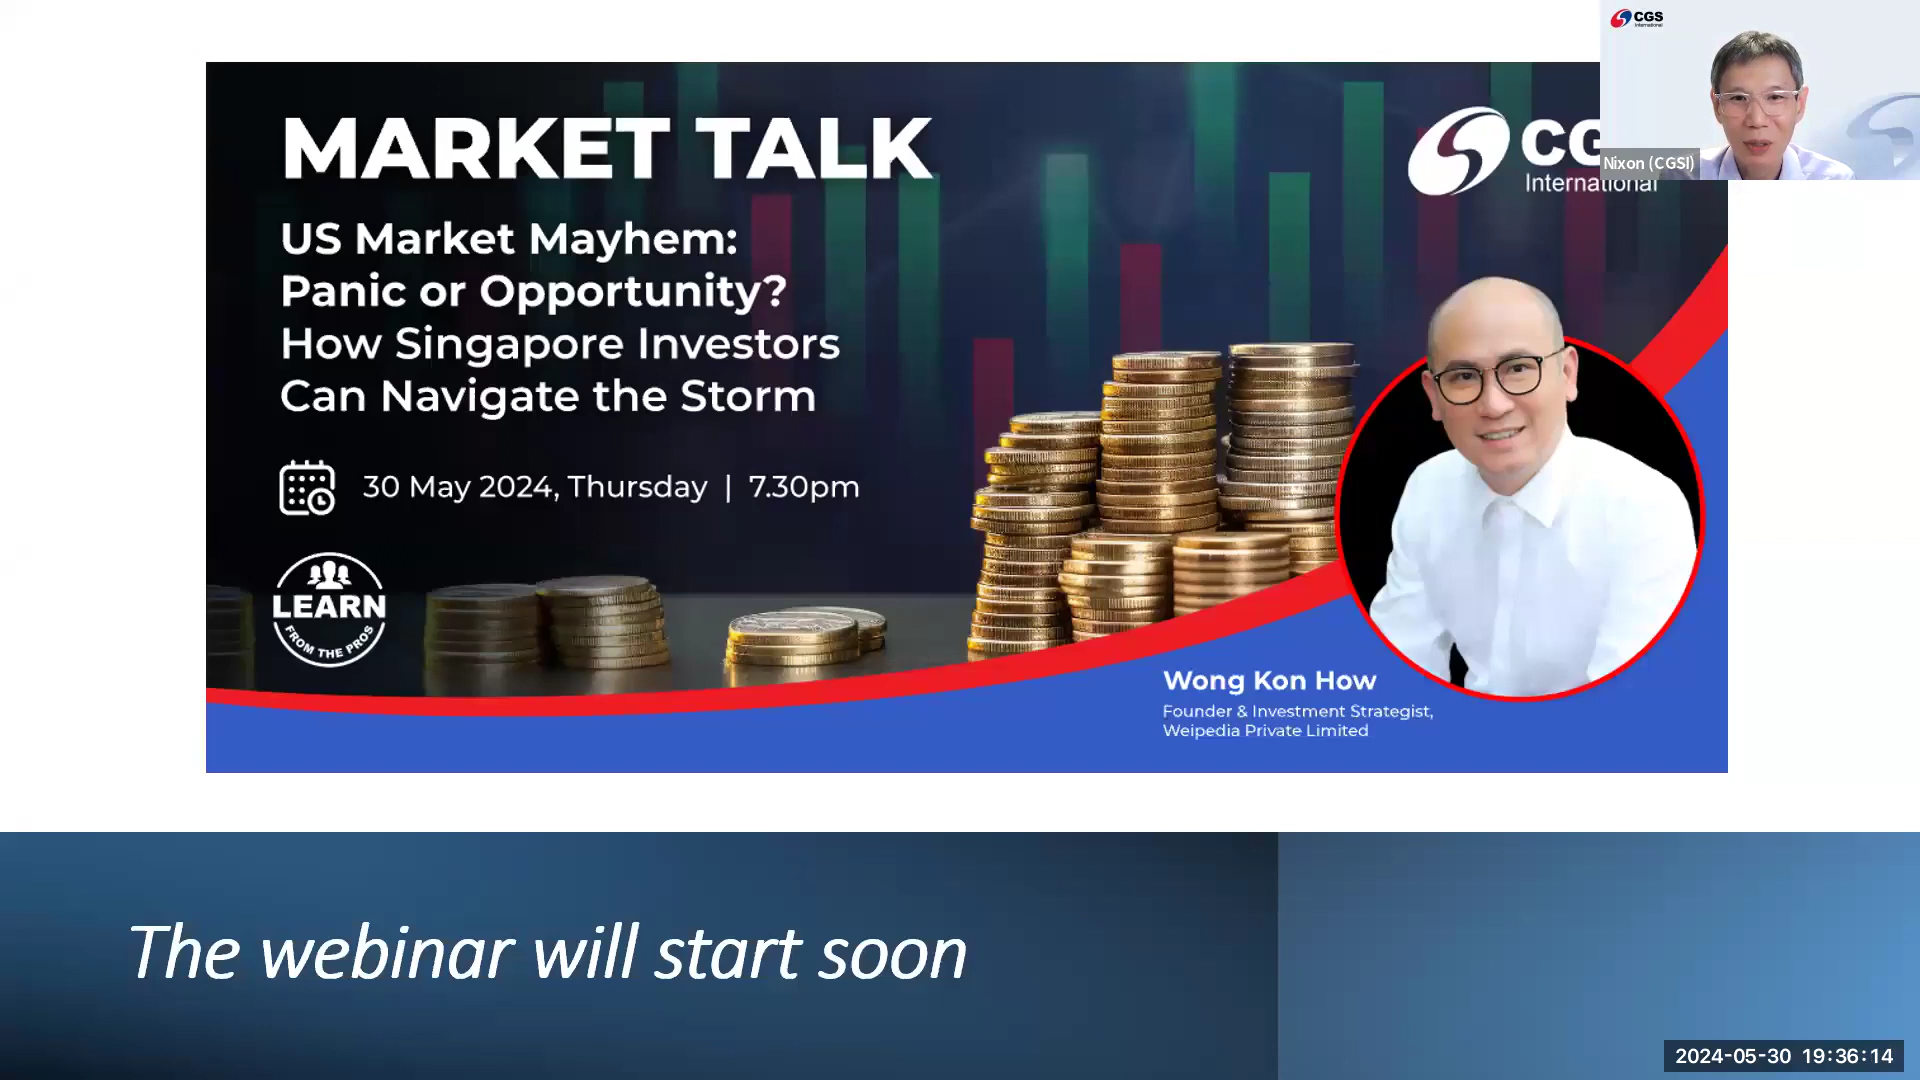 CGS
International
MARKET TALK
CG
International
Nixon (CGSI)
US Market Mayhem:
Panic or Opportunity?
How Singapore Investors
Can Navigate the Storm
30 May 2024, Thursday | 7.30pm
LEARN
FROM THE PROS
Wong Kon How
Founder & Investment Strategist,
Weipedia Private Limited
The webinar will start soon
2024-05-30 19:36:14